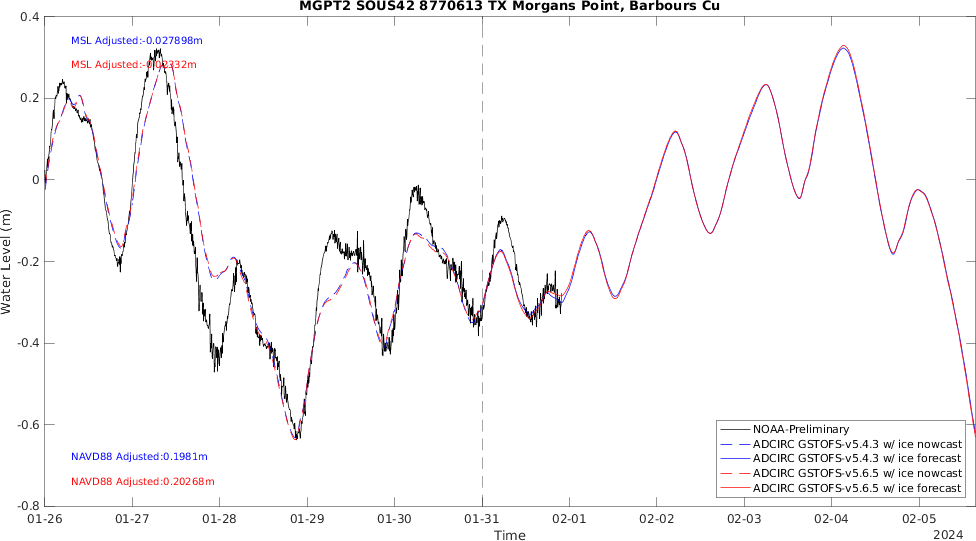 MGPT2 SOUS42 8770613 TX Morgans Point, Barbours Cu
MSL Adjusted:-0.027898m
MSL Adjusted:-0.02332m
Water Level (m)
0.4
0.2
0
-0.2
-0.4
-0.6
-0.8
NAVD88 Adjusted:0.1981m
NAVD88 Adjusted:0.20268m
NOAA-Preliminary
ADCIRC GSTOFS-v5.4.3 w/ ice nowcast
ADCIRC GSTOFS-v5.4.3 w/ ice forecast
ADCIRC GSTOFS-v5.6.5 w/ ice nowcast
ADCIRC GSTOFS-v5.6.5 w/ ice forecast
01-26 01-27 01-28 01-29 01-30 01-31 02-01 02-02 02-03 02-04 02-05
Time
2024